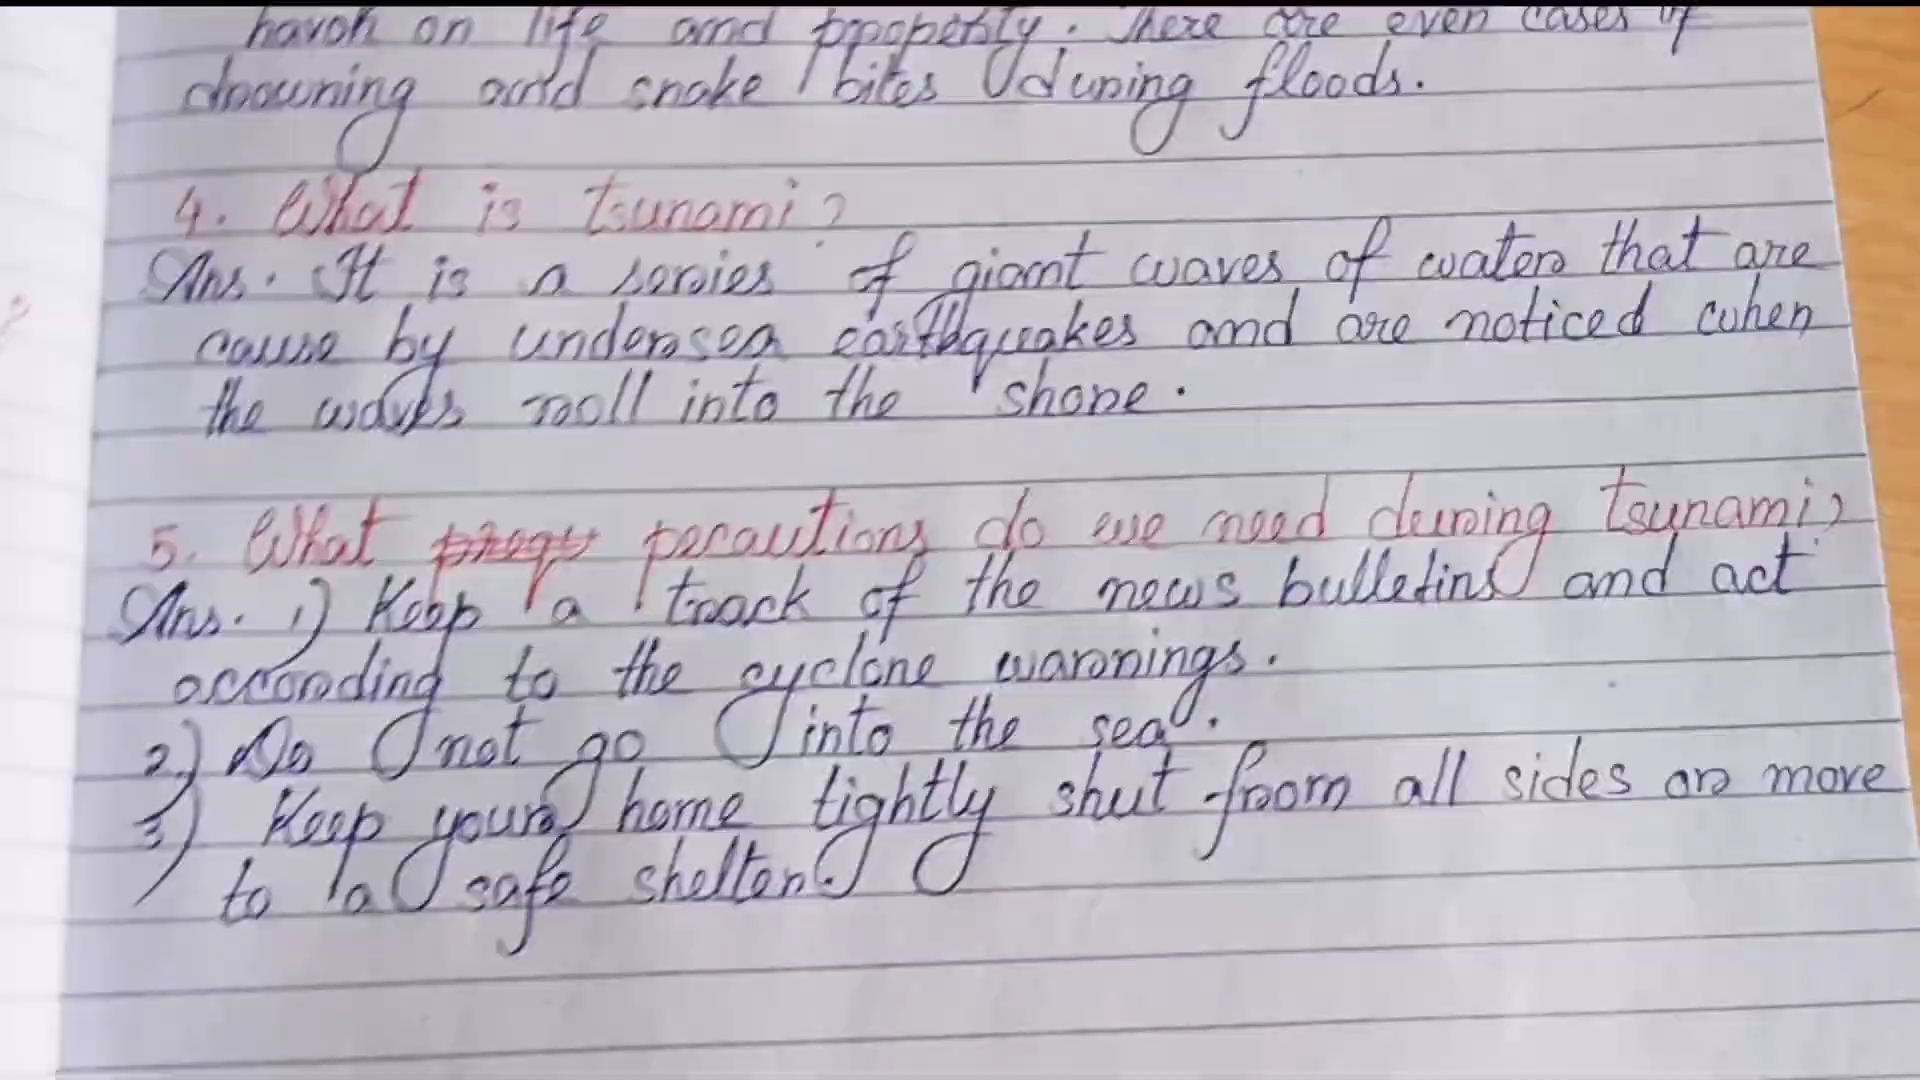 havoh on life and propertly. There are even cases of
drowning and snake bites during floods.
4. What is tsunami?
Ans. It is a series of giant waves of water that are
cause by undersea earthquakes and are noticed when
the waves roll into the shore.
5. What percautions do we need during tsunami?
Ans. 1) Keep a track of the news bulletins and act
according to the cyclone warnings.
2) Do not go into the sea.
3) Keep your home tightly shut from all sides or move
to a safe shelter.